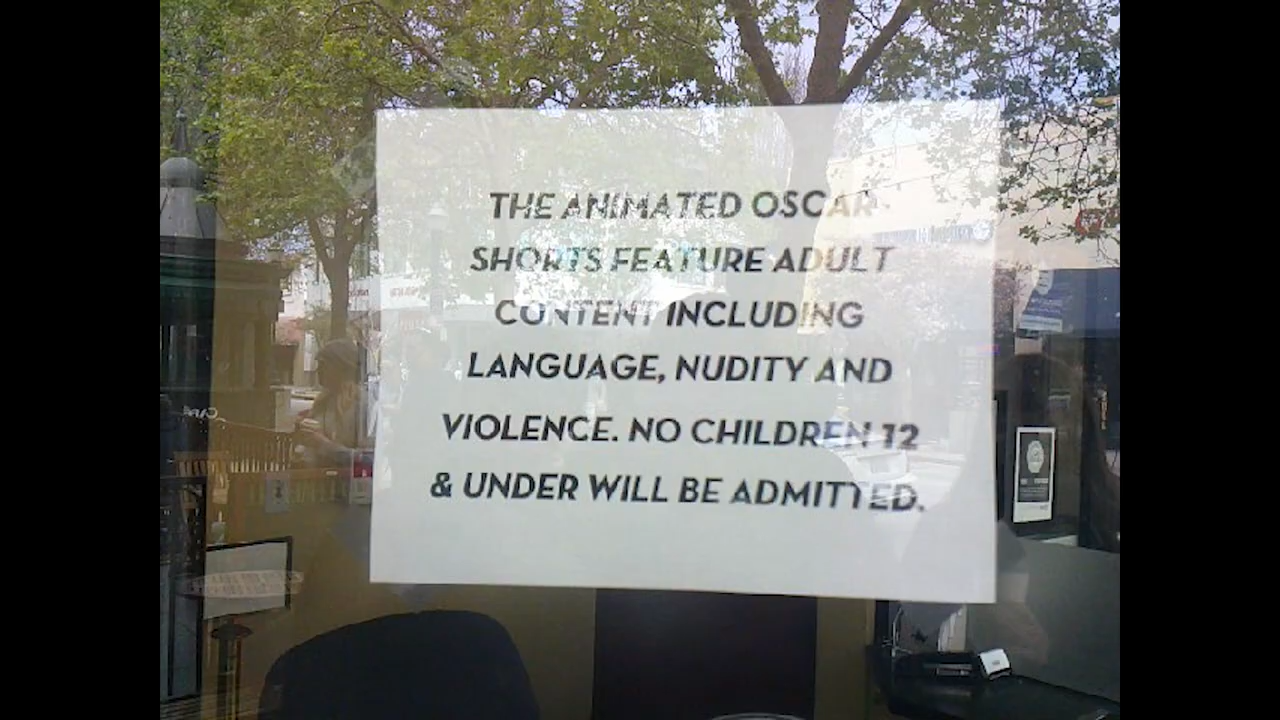 THE ANIMATED OSCAR
SHORTS FEATURE ADULT
CONTENT INCLUDING
LANGUAGE, NUDITY AND
VIOLENCE. NO CHILDREN 12
& UNDER WILL BE ADMITTED.